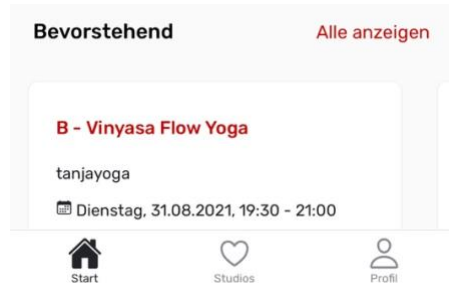 Bevorstehend
Alle anzeigen
B - Vinyasa Flow Yoga
tanjayoga
Dienstag, 31.08.2021, 19:30 - 21:00
Start
Studios
Profil